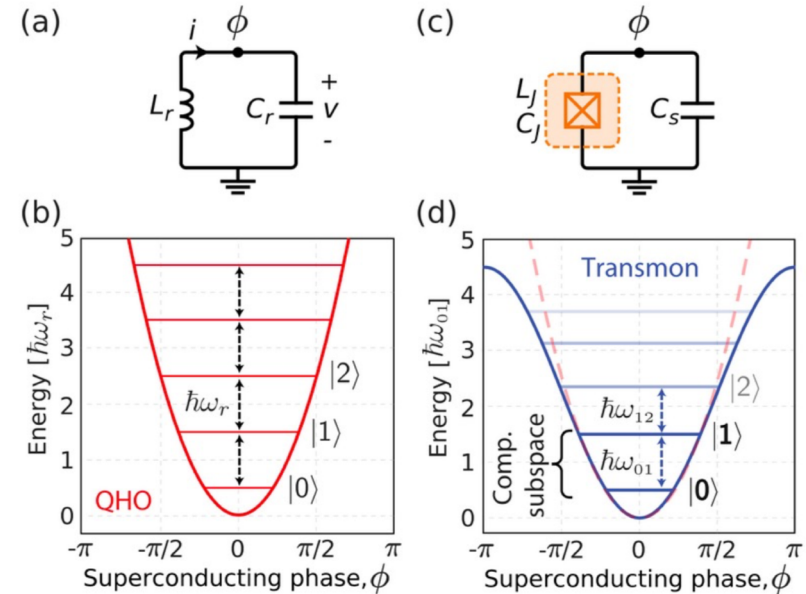 (a)
i
ϕ
L_r
C_r
+
v
-
(c)
ϕ
L_J
C_J
C_s
(b)
Energy [ℏω_r]
5
4
3
2
1
0
ℏω_r
|2⟩
|1⟩
|0⟩
QHO
-π
-π/2
0
π/2
π
Superconducting phase, ϕ
(d)
Energy [ℏω_01]
5
4
3
2
1
0
Transmon
|2⟩
ℏω_12
|1⟩
Comp.
subspace
ℏω_01
|0⟩
-π
-π/2
0
π/2
π
Superconducting phase, ϕ